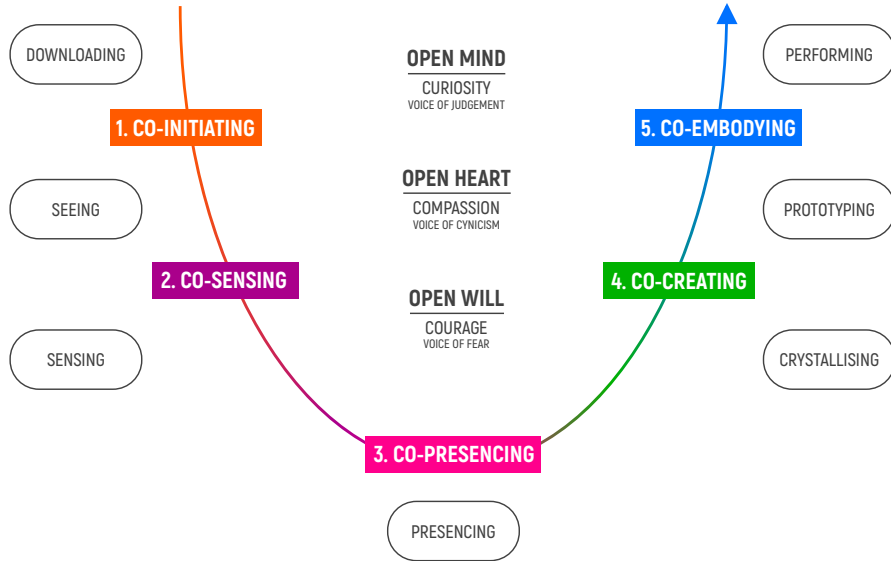 DOWNLOADING
OPEN MIND
CURIOSITY
VOICE OF JUDGEMENT
PERFORMING
1. CO-INITIATING
5. CO-EMBODYING
SEEING
OPEN HEART
COMPASSION
VOICE OF CYNICISM
PROTOTYPING
2. CO-SENSING
4. CO-CREATING
OPEN WILL
COURAGE
VOICE OF FEAR
SENSING
CRYSTALLISING
3. CO-PRESENCING
PRESENCING